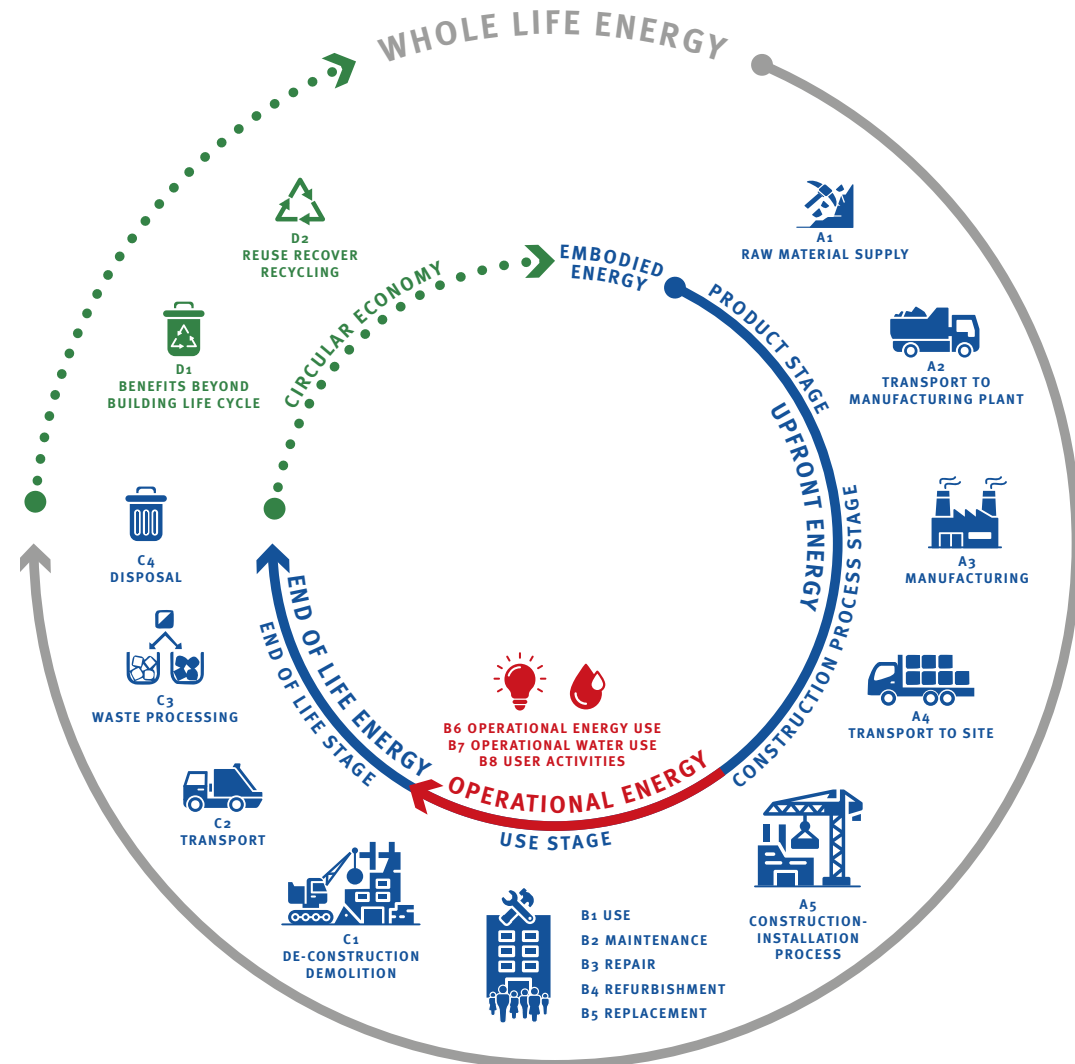 WHOLE LIFE ENERGY
D2
REUSE RECOVER
RECYCLING
D1
BENEFITS BEYOND
BUILDING LIFE CYCLE
CIRCULAR ECONOMY
EMBODIED
ENERGY
PRODUCT STAGE
UPFRONT ENERGY
CONSTRUCTION PROCESS STAGE
A1
RAW MATERIAL SUPPLY
A2
TRANSPORT TO
MANUFACTURING PLANT
A3
MANUFACTURING
A4
TRANSPORT TO SITE
A5
CONSTRUCTION-
INSTALLATION
PROCESS
B6 OPERATIONAL ENERGY USE
B7 OPERATIONAL WATER USE
B8 USER ACTIVITIES
OPERATIONAL ENERGY
USE STAGE
B1 USE
B2 MAINTENANCE
B3 REPAIR
B4 REFURBISHMENT
B5 REPLACEMENT
END OF LIFE ENERGY
END OF LIFE STAGE
C1
DE-CONSTRUCTION
DEMOLITION
C2
TRANSPORT
C3
WASTE PROCESSING
C4
DISPOSAL